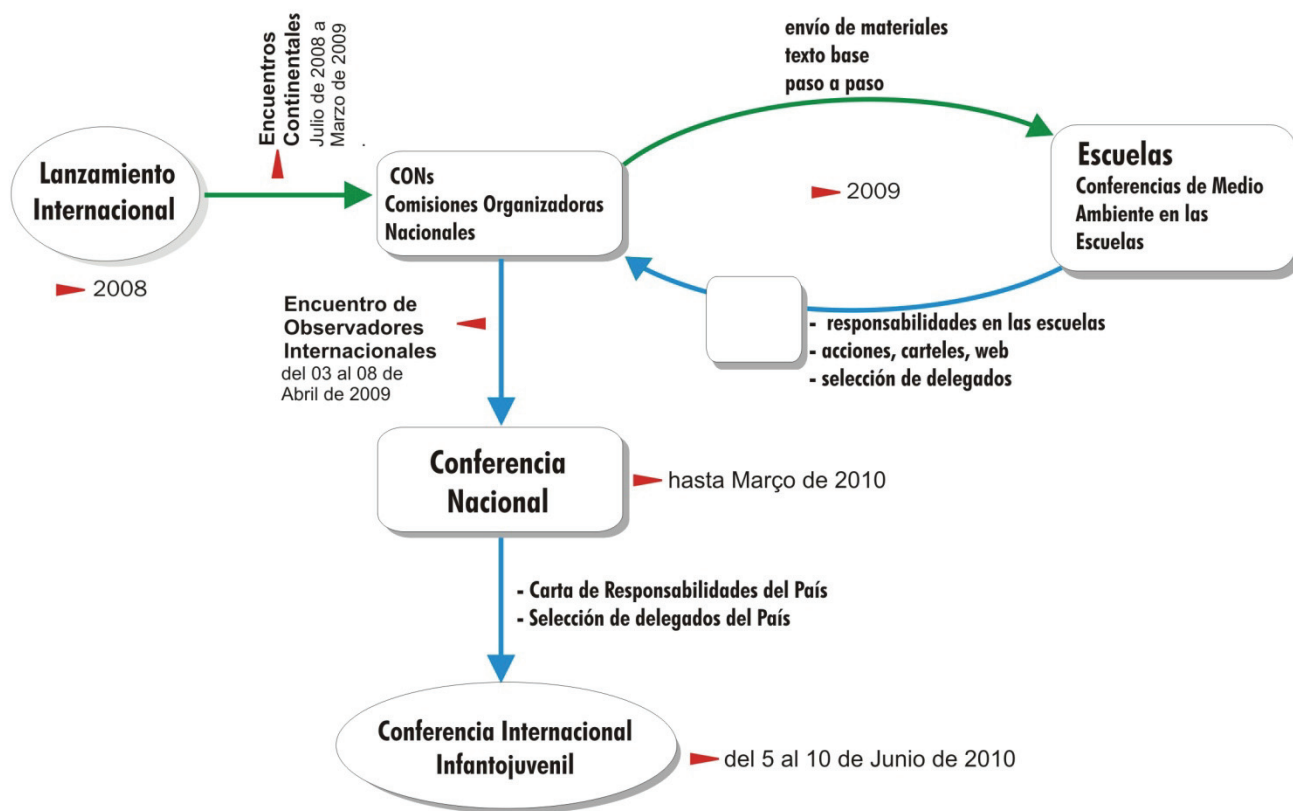 Encuentros
Continentales
Julio de 2008 a
Marzo de 2009
.
envío de materiales
texto base
paso a paso
Lanzamiento
Internacional
2008
CONs
Comisiones Organizadoras
Nacionales
2009
Escuelas
Conferencias de Medio
Ambiente en las
Escuelas
Encuentro de
Observadores
Internacionales
del 03 al 08 de
Abril de 2009
- responsabilidades en las escuelas
- acciones, carteles, web
- selección de delegados
Conferencia
Nacional
hasta Março de 2010
- Carta de Responsabilidades del País
- Selección de delegados del País
Conferencia Internacional
Infantojuvenil
del 5 al 10 de Junio de 2010